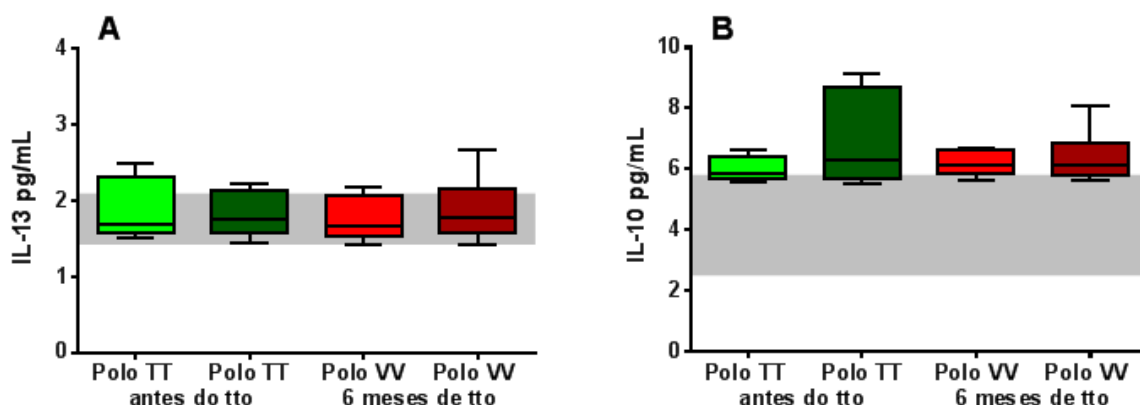 A
IL-13 pg/mL
4
3
2
1
0
Polo TT Polo TT Polo VV Polo VV
antes do tto 6 meses de tto
B
IL-10 pg/mL
10
8
6
4
2
0
Polo TT Polo TT Polo VV Polo VV
antes do tto 6 meses de tto